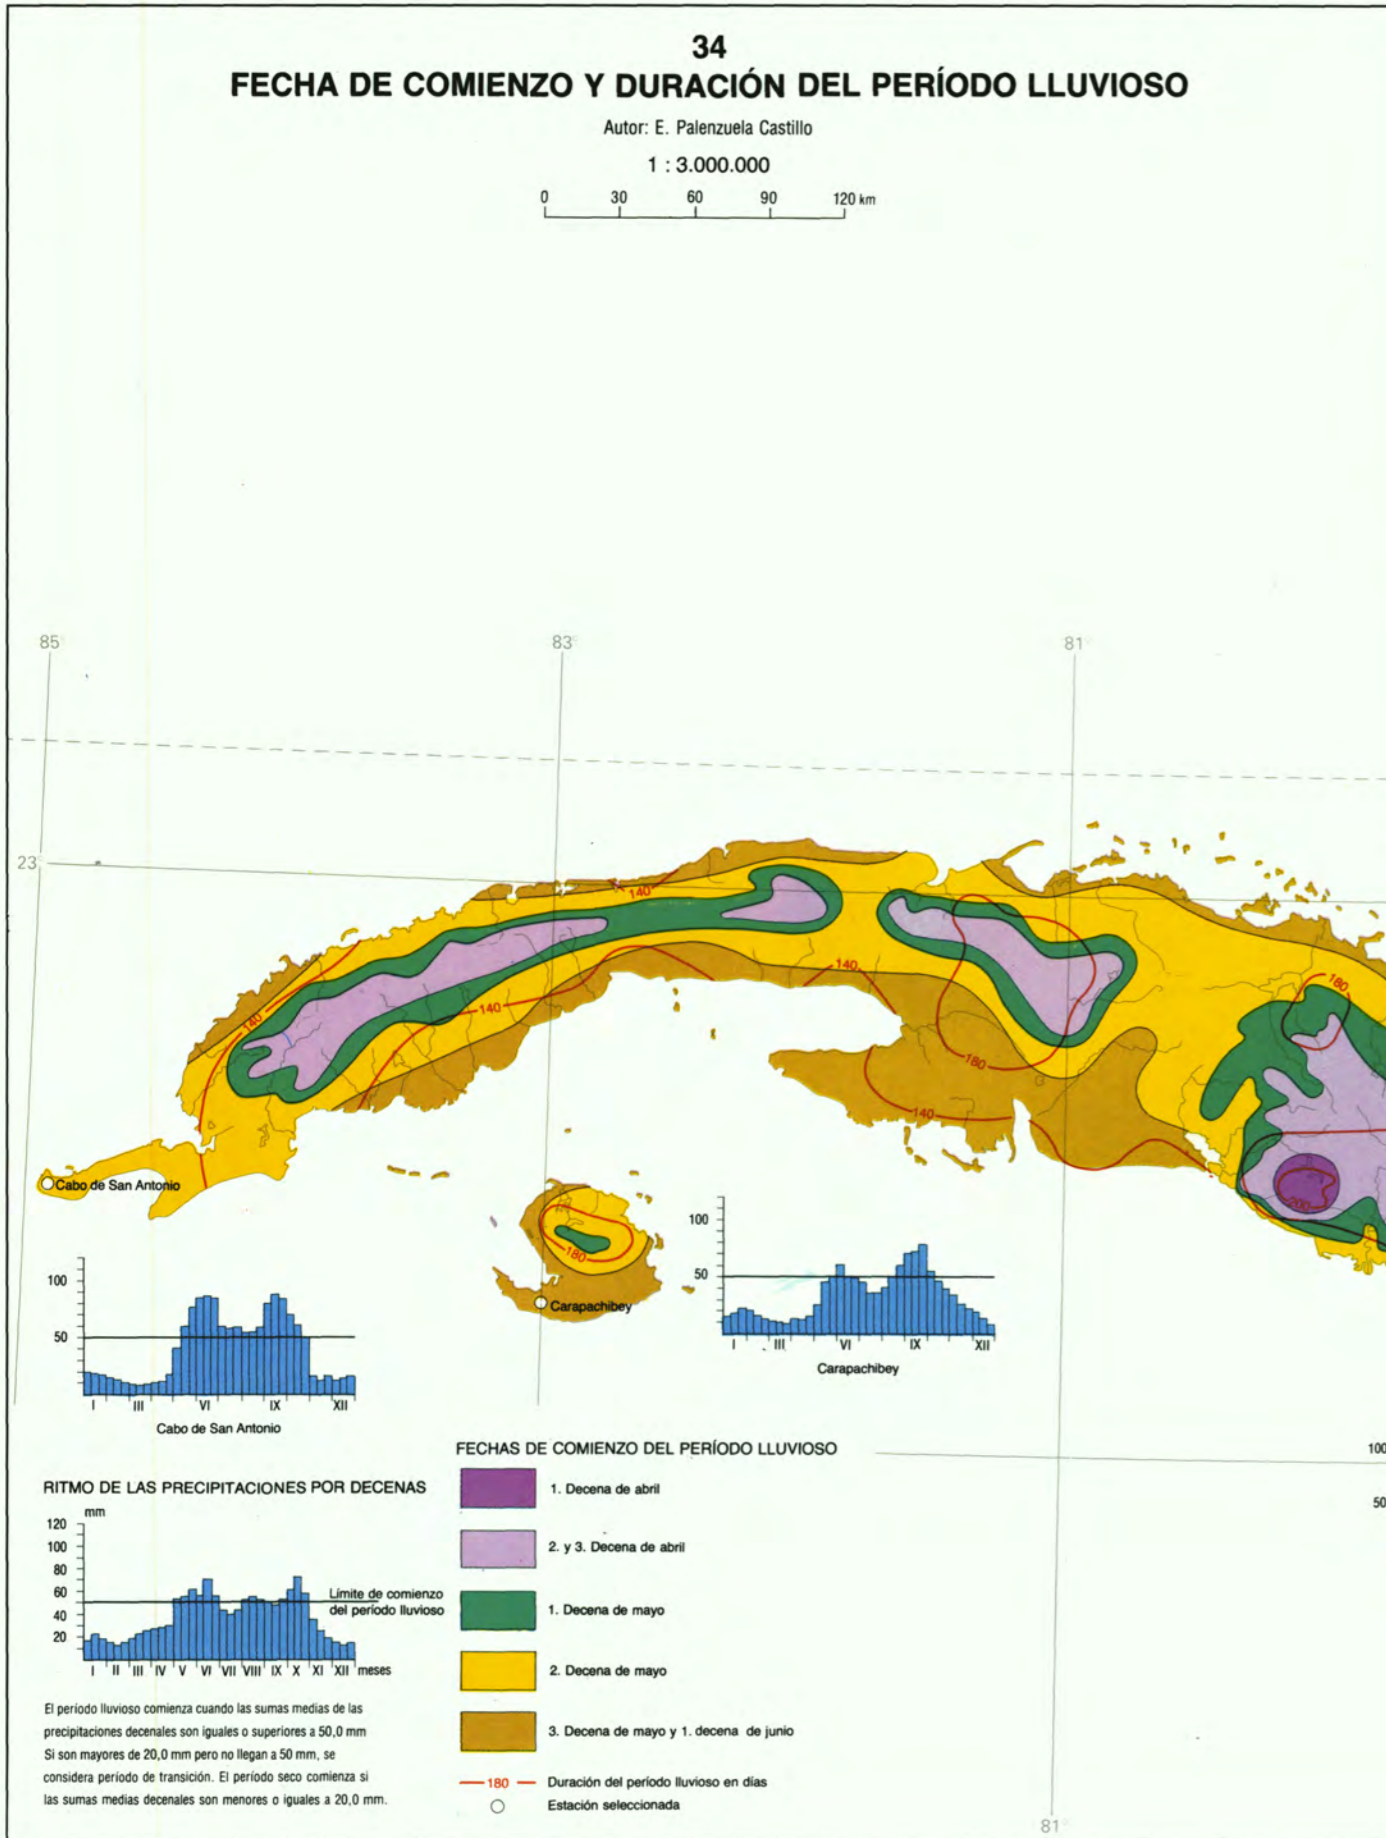 34
FECHA DE COMIENZO Y DURACIÓN DEL PERÍODO LLUVIOSO
Autor: E. Palenzuela Castillo
1 : 3.000.000
0 30 60 90 120 km
85° 83° 81°
23°
140
140
140
140
180
140
180
200
180
Cabo de San Antonio
Carapachibey
100
50
I III VI IX XII
Cabo de San Antonio
100
50
I III VI IX XII
Carapachibey
RITMO DE LAS PRECIPITACIONES POR DECENAS
mm
120
100
80
60
40
20
Límite de comienzo
del período lluvioso
I II III IV V VI VII VIII IX X XI XII meses
El período lluvioso comienza cuando las sumas medias de las
precipitaciones decenales son iguales o superiores a 50,0 mm
Si son mayores de 20,0 mm pero no llegan a 50 mm, se
considera período de transición. El período seco comienza si
las sumas medias decenales son menores o iguales a 20,0 mm.
FECHAS DE COMIENZO DEL PERÍODO LLUVIOSO
1. Decena de abril
2. y 3. Decena de abril
1. Decena de mayo
2. Decena de mayo
3. Decena de mayo y 1. decena de junio
180 Duración del período lluvioso en días
Estación seleccionada
100
50
81°